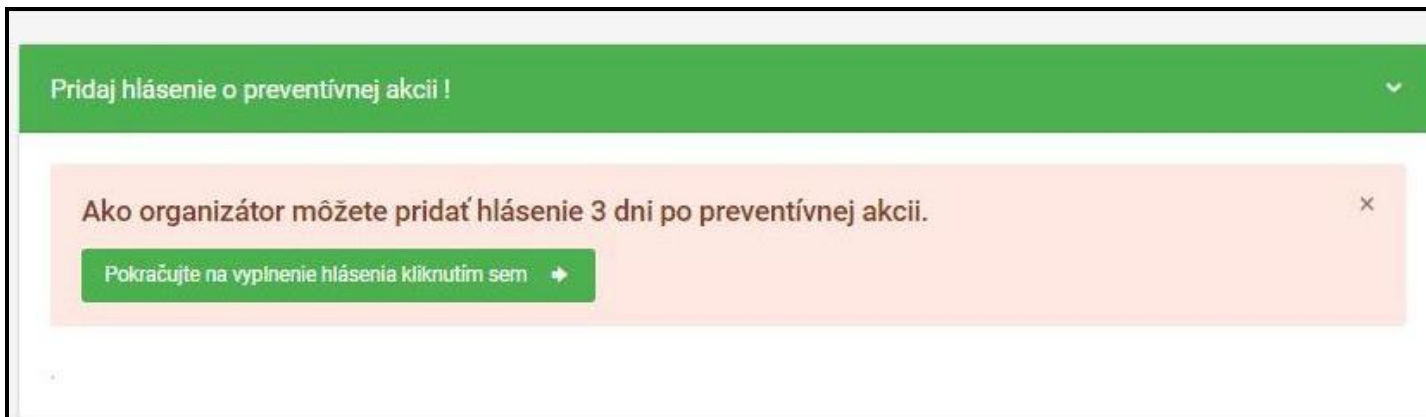 Pridaj hlásenie o preventívnej akcii !
Ako organizátor môžete pridať hlásenie 3 dni po preventívnej akcii.
Pokračujte na vyplnenie hlásenia kliknutím sem